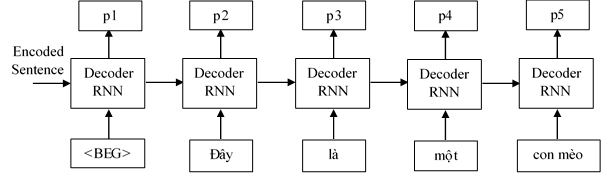 p1 p2 p3 p4 p5
Encoded
Sentence
Decoder Decoder Decoder Decoder Decoder
RNN RNN RNN RNN RNN
<BEG> Đây là một con mèo